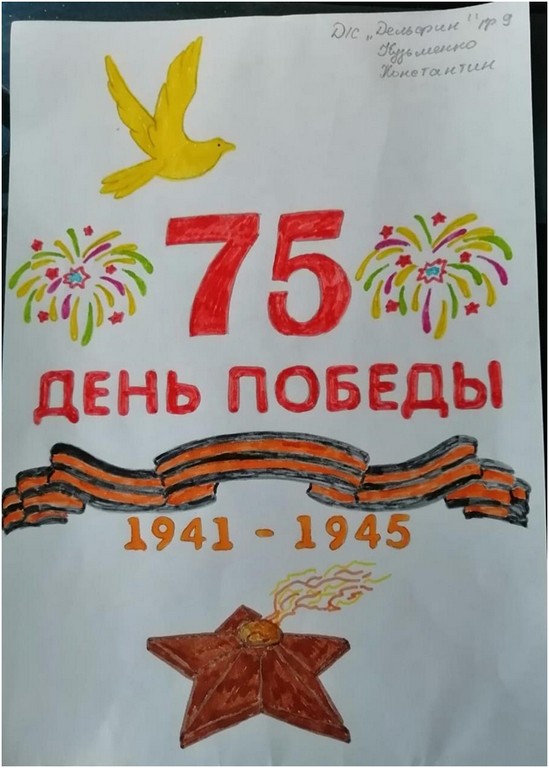 Д/С „Дельфин" гр 9
Кузьменко
Константин
75
ДЕНЬ ПОБЕДЫ
1941 - 1945